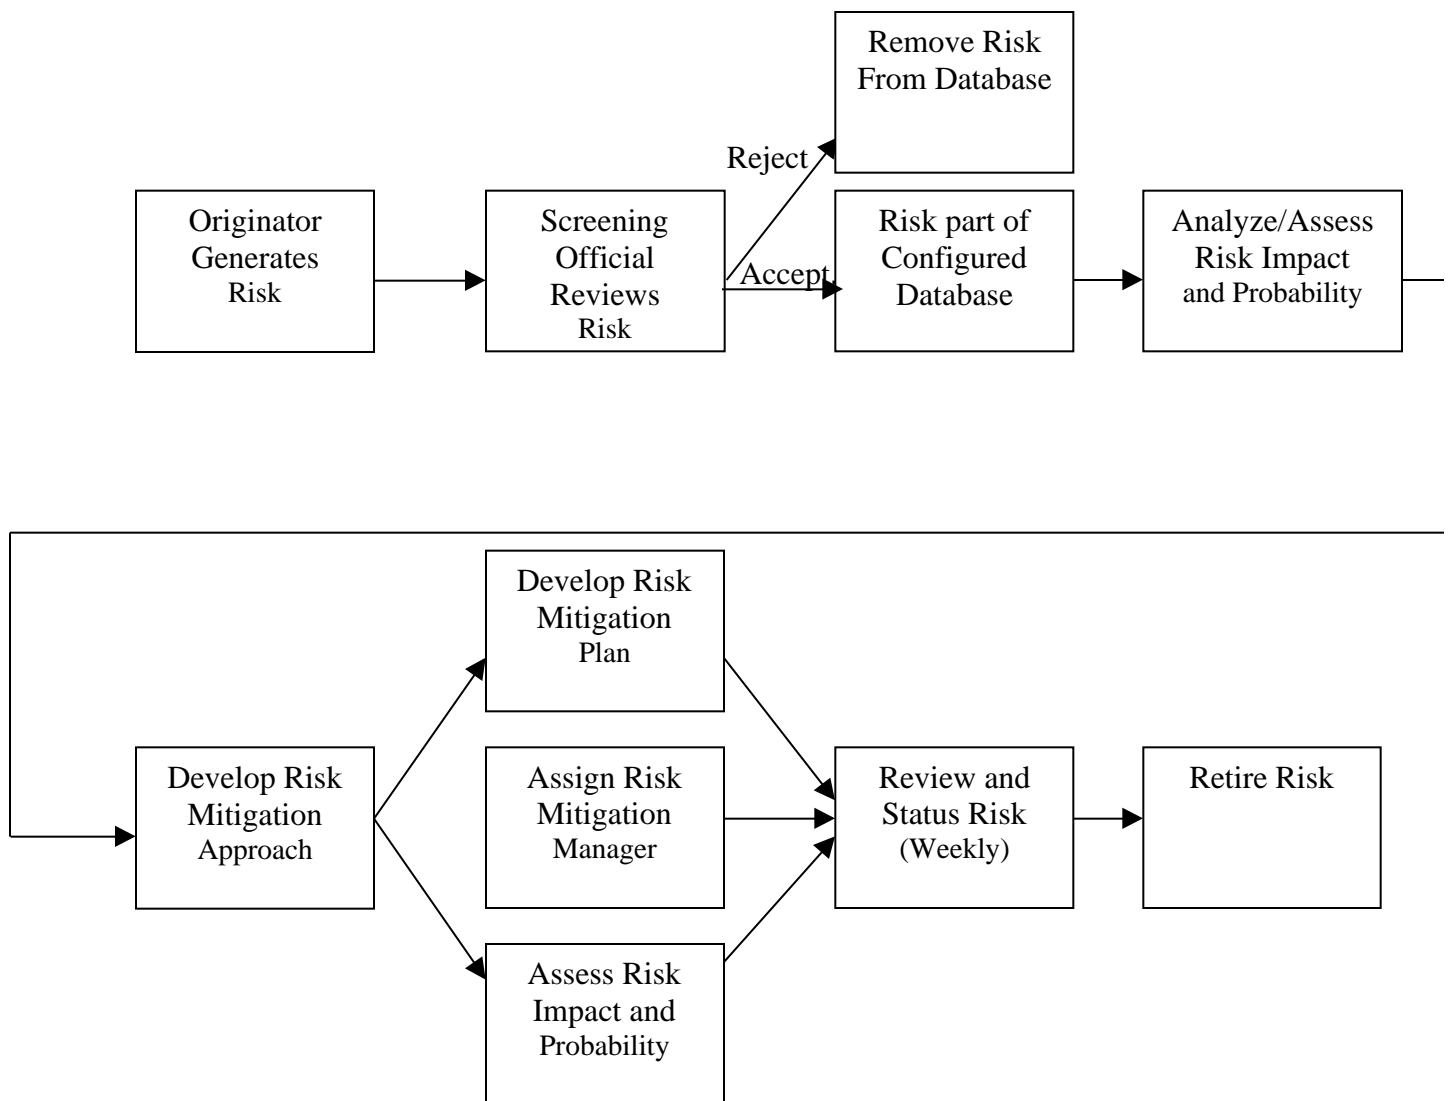 Remove Risk
From Database
Reject
Originator
Generates
Risk
Screening
Official
Reviews
Risk
Accept
Risk part of
Configured
Database
Analyze/Assess
Risk Impact
and Probability
Develop Risk
Mitigation
Plan
Develop Risk
Mitigation
Approach
Assign Risk
Mitigation
Manager
Review and
Status Risk
(Weekly)
Retire Risk
Assess Risk
Impact and
Probability